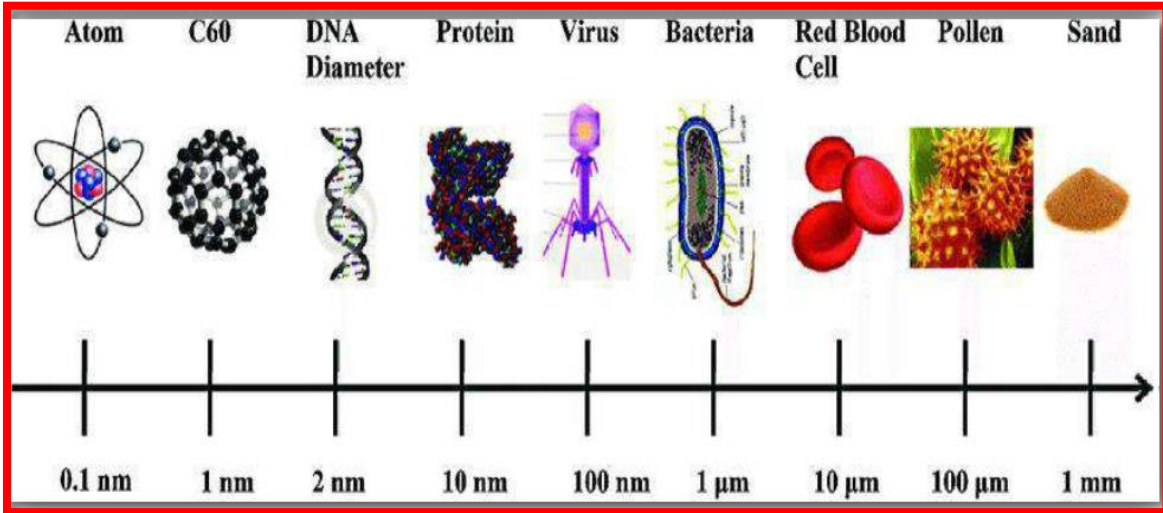 Atom C60 DNA Protein Virus Bacteria Red Blood Pollen Sand
Diameter Cell
0.1 nm 1 nm 2 nm 10 nm 100 nm 1 μm 10 μm 100 μm 1 mm